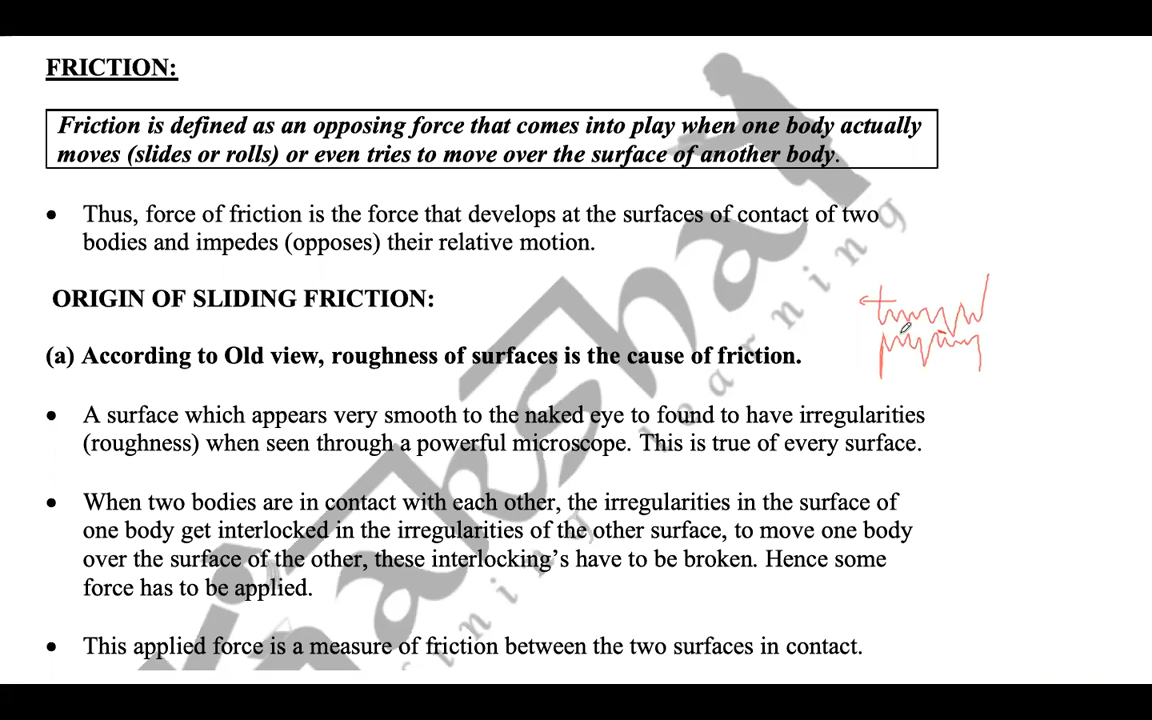 FRICTION:
Friction is defined as an opposing force that comes into play when one body actually
moves (slides or rolls) or even tries to move over the surface of another body.
• Thus, force of friction is the force that develops at the surfaces of contact of two
bodies and impedes (opposes) their relative motion.
ORIGIN OF SLIDING FRICTION:
(a) According to Old view, roughness of surfaces is the cause of friction.
• A surface which appears very smooth to the naked eye to found to have irregularities
(roughness) when seen through a powerful microscope. This is true of every surface.
• When two bodies are in contact with each other, the irregularities in the surface of
one body get interlocked in the irregularities of the other surface, to move one body
over the surface of the other, these interlocking’s have to be broken. Hence some
force has to be applied.
• This applied force is a measure of friction between the two surfaces in contact.